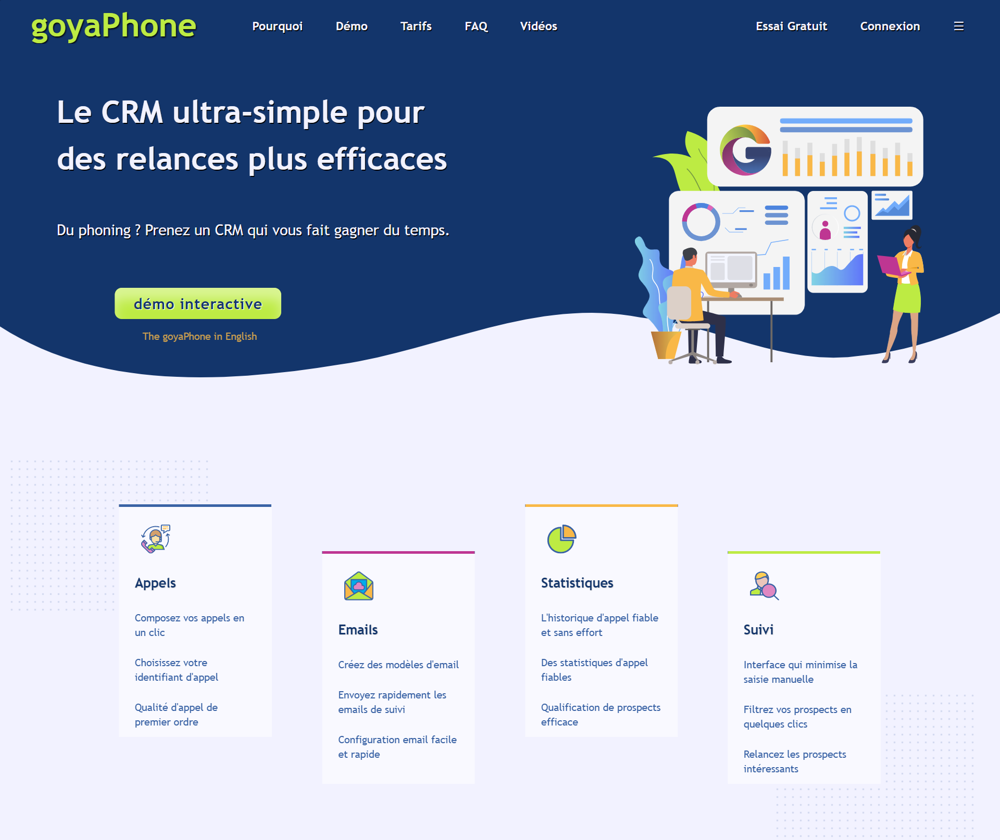 goyaPhone
Pourquoi
Démo
Tarifs
FAQ
Vidéos
Essai Gratuit
Connexion
Le CRM ultra-simple pour
des relances plus efficaces
Du phoning ? Prenez un CRM qui vous fait gagner du temps.
démo interactive
The goyaPhone in English
G
Appels
Composez vos appels en
un clic
Choisissez votre
identifiant d'appel
Qualité d'appel de
premier ordre
Emails
Créez des modèles d'email
Envoyez rapidement les
emails de suivi
Configuration email facile
et rapide
Statistiques
L'historique d'appel fiable
et sans effort
Des statistiques d'appel
fiables
Qualification de prospects
efficace
Suivi
Interface qui minimise la
saisie manuelle
Filtrez vos prospects en
quelques clics
Relancez les prospects
intéressants